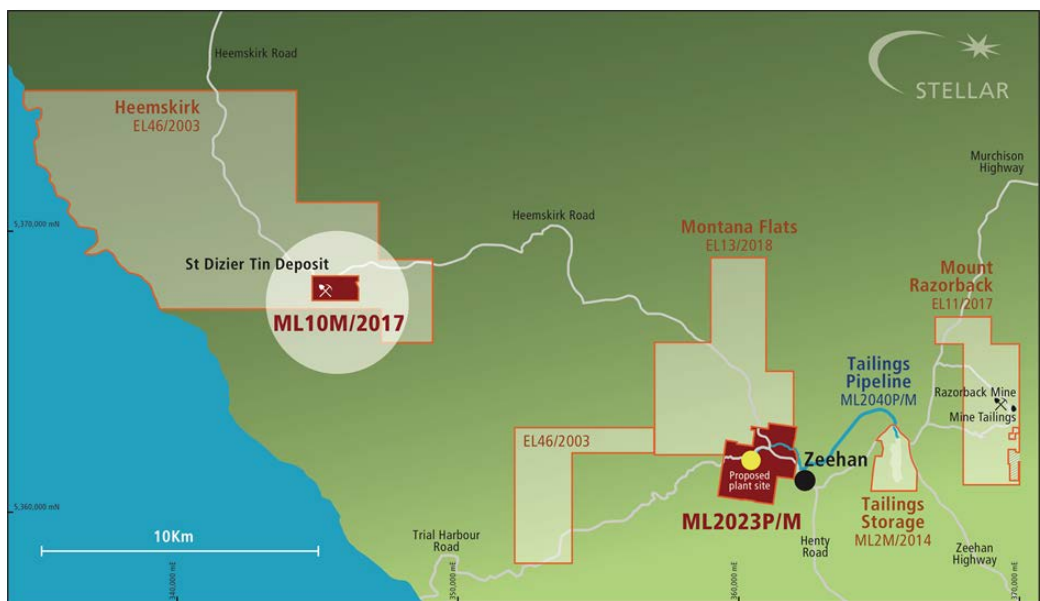 Heemskirk Road
STELLAR
Heemskirk
EL46/2003
Murchison
Highway
5,370,000 mN
Heemskirk Road
Montana Flats
EL13/2018
St Dizier Tin Deposit
Mount
Razorback
EL11/2017
ML10M/2017
Tailings
Pipeline
ML2040P/M
Razorback Mine
Mine Tailings
EL46/2003
Zeehan
Proposed
plant site
5,360,000 mN
ML2023P/M
Tailings
Storage
ML2M/2014
10Km
Trial Harbour
Road
Henty
Road
Zeehan
Highway
340,000 mE
350,000 mE
360,000 mE
370,000 mE